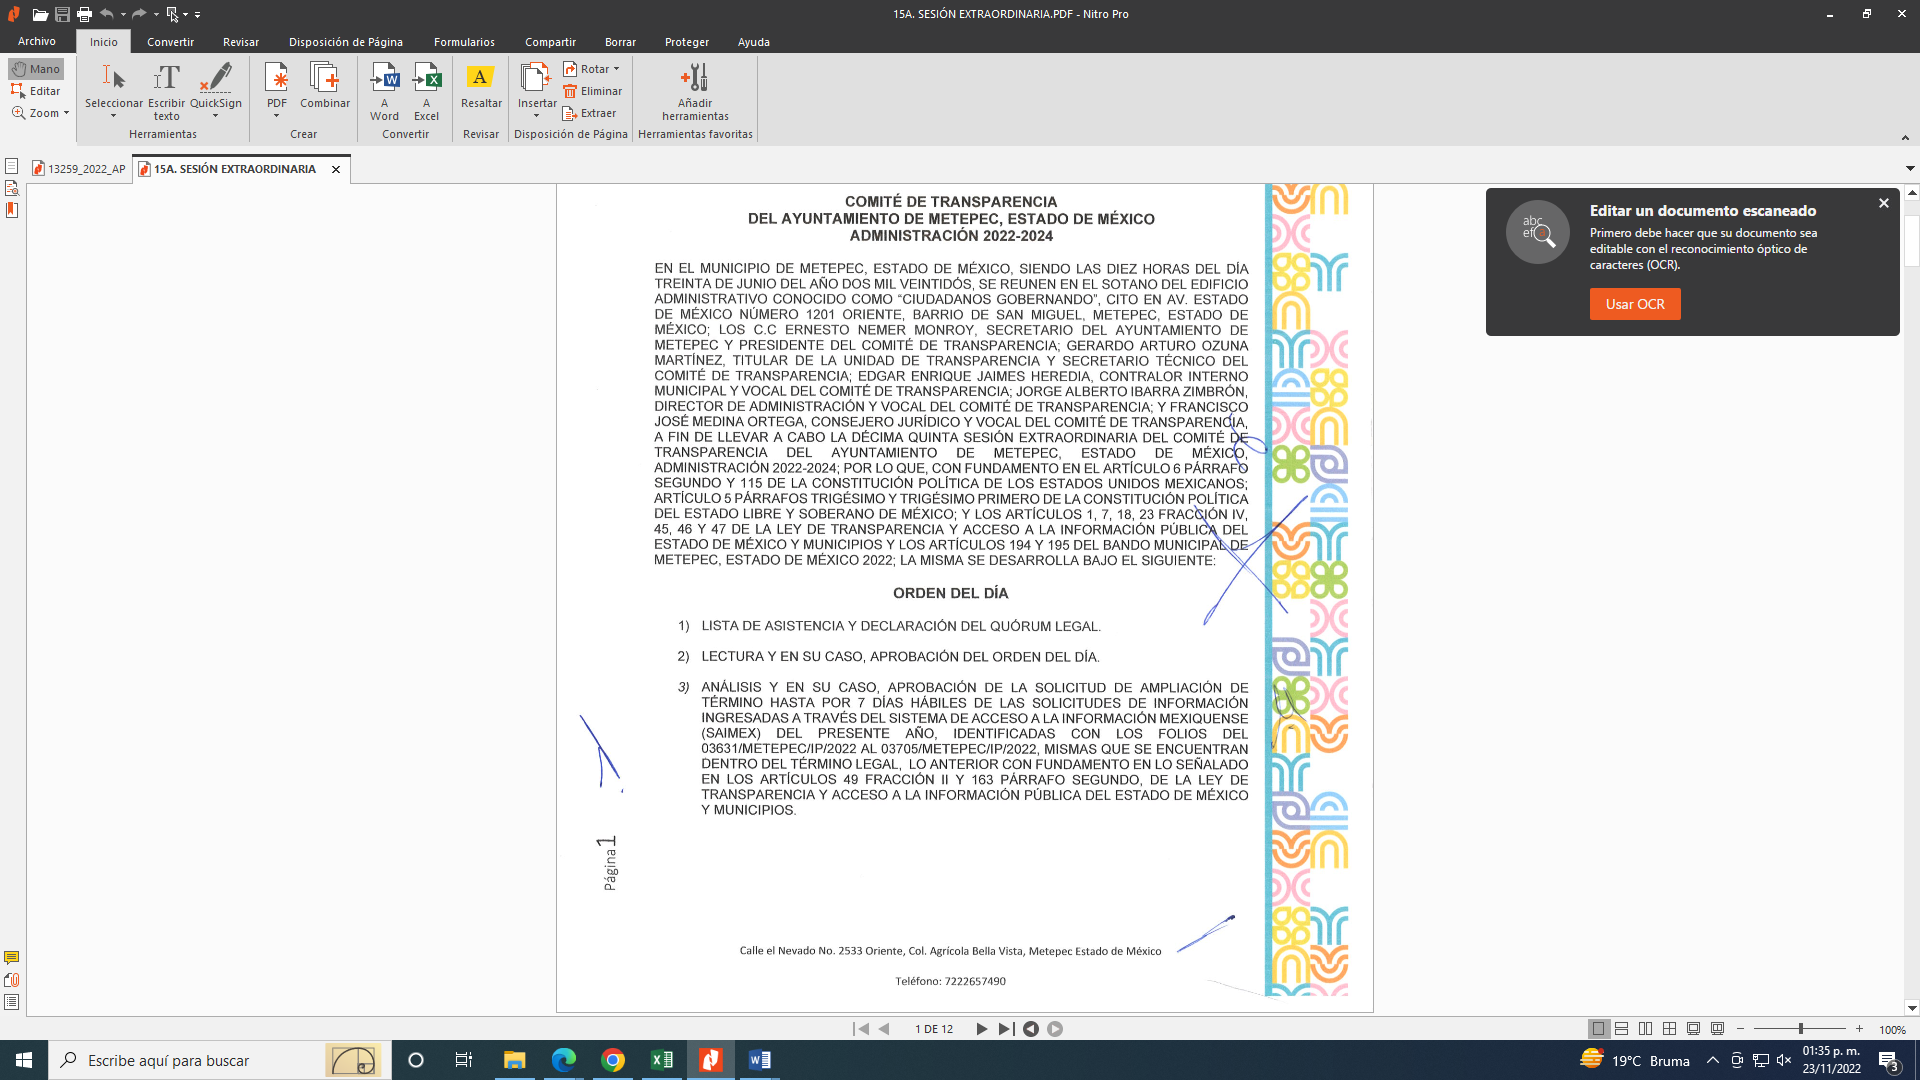 15A. SESIÓN EXTRAORDINARIA.PDF - Nitro Pro
Archivo
Inicio
Convertir
Revisar
Disposición de Página
Formularios
Compartir
Borrar
Proteger
Ayuda
Mano
Editar
Zoom
Seleccionar
Escribir texto
QuickSign
Herramientas
PDF
Combinar
Crear
A Word
A Excel
Convertir
Resaltar
Revisar
Insertar
Rotar
Eliminar
Extraer
Disposición de Página
Añadir herramientas
Herramientas favoritas
13259_2022_AP
15A. SESIÓN EXTRAORDINARIA
COMITÉ DE TRANSPARENCIA
DEL AYUNTAMIENTO DE METEPEC, ESTADO DE MÉXICO
ADMINISTRACIÓN 2022-2024
EN EL MUNICIPIO DE METEPEC, ESTADO DE MÉXICO, SIENDO LAS DIEZ HORAS DEL DÍA
TREINTA DE JUNIO DEL AÑO DOS MIL VEINTIDÓS, SE REUNEN EN EL SOTANO DEL EDIFICIO
ADMINISTRATIVO CONOCIDO COMO “CIUDADANOS GOBERNANDO”, CITO EN AV. ESTADO
DE MÉXICO NÚMERO 1201 ORIENTE, BARRIO DE SAN MIGUEL, METEPEC, ESTADO DE
MÉXICO; LOS C.C ERNESTO NEMER MONROY, SECRETARIO DEL AYUNTAMIENTO DE
METEPEC Y PRESIDENTE DEL COMITÉ DE TRANSPARENCIA; GERARDO ARTURO OZUNA
MARTÍNEZ, TITULAR DE LA UNIDAD DE TRANSPARENCIA Y SECRETARIO TÉCNICO DEL
COMITÉ DE TRANSPARENCIA; EDGAR ENRIQUE JAIMES HEREDIA, CONTRALOR INTERNO
MUNICIPAL Y VOCAL DEL COMITÉ DE TRANSPARENCIA; JORGE ALBERTO IBARRA ZIMBRÓN,
DIRECTOR DE ADMINISTRACIÓN Y VOCAL DEL COMITÉ DE TRANSPARENCIA; Y FRANCISCO
JOSÉ MEDINA ORTEGA, CONSEJERO JURÍDICO Y VOCAL DEL COMITÉ DE TRANSPARENCIA,
A FIN DE LLEVAR A CABO LA DÉCIMA QUINTA SESIÓN EXTRAORDINARIA DEL COMITÉ DE
TRANSPARENCIA DEL AYUNTAMIENTO DE METEPEC, ESTADO DE MÉXICO,
ADMINISTRACIÓN 2022-2024; POR LO QUE, CON FUNDAMENTO EN EL ARTÍCULO 6 PÁRRAFO
SEGUNDO Y 115 DE LA CONSTITUCIÓN POLÍTICA DE LOS ESTADOS UNIDOS MEXICANOS;
ARTÍCULO 5 PÁRRAFOS TRIGÉSIMO Y TRIGÉSIMO PRIMERO DE LA CONSTITUCIÓN POLÍTICA
DEL ESTADO LIBRE Y SOBERANO DE MÉXICO; Y LOS ARTÍCULOS 1, 7, 18, 23 FRACCIÓN IV,
45, 46 Y 47 DE LA LEY DE TRANSPARENCIA Y ACCESO A LA INFORMACIÓN PÚBLICA DEL
ESTADO DE MÉXICO Y MUNICIPIOS Y LOS ARTÍCULOS 194 Y 195 DEL BANDO MUNICIPAL DE
METEPEC, ESTADO DE MÉXICO 2022; LA MISMA SE DESARROLLA BAJO EL SIGUIENTE:
ORDEN DEL DÍA
1) LISTA DE ASISTENCIA Y DECLARACIÓN DEL QUÓRUM LEGAL.
2) LECTURA Y EN SU CASO, APROBACIÓN DEL ORDEN DEL DÍA.
3) ANÁLISIS Y EN SU CASO, APROBACIÓN DE LA SOLICITUD DE AMPLIACIÓN DE
TÉRMINO HASTA POR 7 DÍAS HÁBILES DE LAS SOLICITUDES DE INFORMACIÓN
INGRESADAS A TRAVÉS DEL SISTEMA DE ACCESO A LA INFORMACIÓN MEXIQUENSE
(SAIMEX) DEL PRESENTE AÑO, IDENTIFICADAS CON LOS FOLIOS DEL
03631/METEPEC/IP/2022 AL 03705/METEPEC/IP/2022, MISMAS QUE SE ENCUENTRAN
DENTRO DEL TÉRMINO LEGAL, LO ANTERIOR CON FUNDAMENTO EN LO SEÑALADO
EN LOS ARTÍCULOS 49 FRACCIÓN II Y 163 PÁRRAFO SEGUNDO, DE LA LEY DE
TRANSPARENCIA Y ACCESO A LA INFORMACIÓN PÚBLICA DEL ESTADO DE MÉXICO
Y MUNICIPIOS.
Página 1
Calle el Nevado No. 2533 Oriente, Col. Agrícola Bella Vista, Metepec Estado de México
Teléfono: 7222657490
abc
ef a
Editar un documento escaneado
Primero debe hacer que su documento sea
editable con el reconocimiento óptico de
caracteres (OCR).
Usar OCR
1 DE 12
100%
Escribe aquí para buscar
19°C Bruma
01:35 p. m.
23/11/2022
3